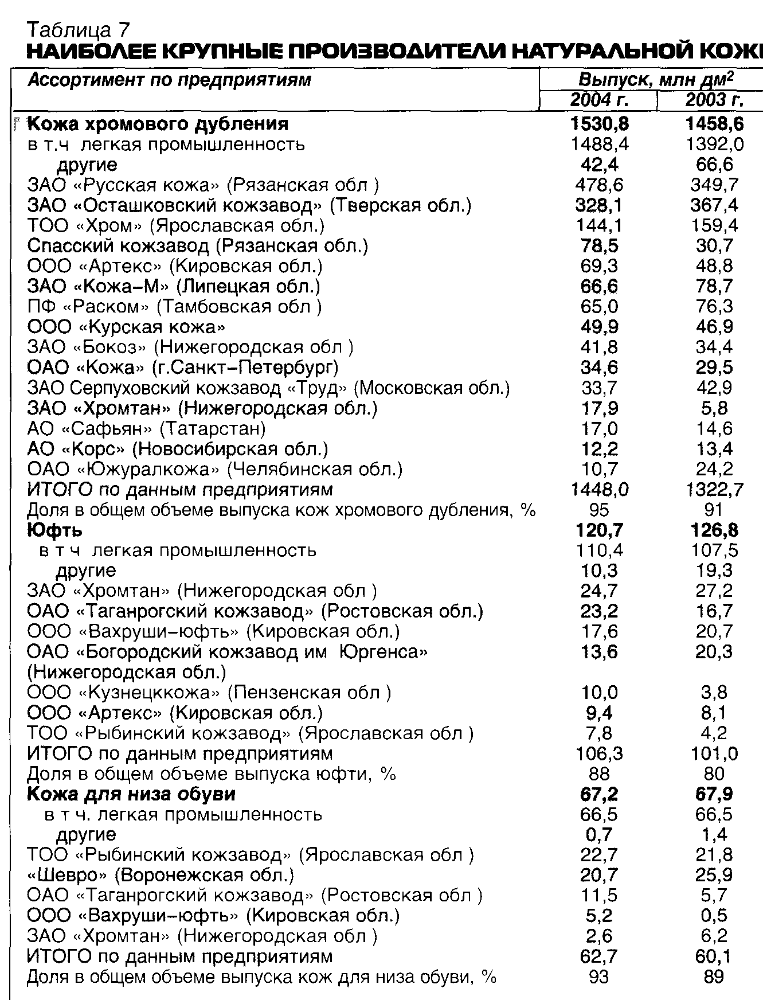 Таблица 7
НАИБОЛЕЕ КРУПНЫЕ ПРОИЗВОДИТЕЛИ НАТУРАЛЬНОЙ КОЖ
Ассортимент по предприятиям Выпуск, млн дм²
2004 г. 2003 г.
Кожа хромового дубления 1530,8 1458,6
в т.ч легкая промышленность 1488,4 1392,0
другие 42,4 66,6
ЗАО «Русская кожа» (Рязанская обл ) 478,6 349,7
ЗАО «Осташковский кожзавод» (Тверская обл.) 328,1 367,4
ТОО «Хром» (Ярославская обл.) 144,1 159,4
Спасский кожзавод (Рязанская обл.) 78,5 30,7
ООО «Артекс» (Кировская обл.) 69,3 48,8
ЗАО «Кожа–М» (Липецкая обл.) 66,6 78,7
ПФ «Раском» (Тамбовская обл ) 65,0 76,3
ООО «Курская кожа» 49,9 46,9
ЗАО «Бокоз» (Нижегородская обл ) 41,8 34,4
ОАО «Кожа» (г.Санкт–Петербург) 34,6 29,5
ЗАО Серпуховский кожзавод «Труд» (Московская обл.) 33,7 42,9
ЗАО «Хромтан» (Нижегородская обл.) 17,9 5,8
АО «Сафьян» (Татарстан) 17,0 14,6
АО «Корс» (Новосибирская обл.) 12,2 13,4
ОАО «Южуралкожа» (Челябинская обл.) 10,7 24,2
ИТОГО по данным предприятиям 1448,0 1322,7
Доля в общем объеме выпуска кож хромового дубления, % 95 91
Юфть 120,7 126,8
в т ч легкая промышленность 110,4 107,5
другие 10,3 19,3
ЗАО «Хромтан» (Нижегородская обл ) 24,7 27,2
ОАО «Таганрогский кожзавод» (Ростовская обл.) 23,2 16,7
ООО «Вахруши–юфть» (Кировская обл.) 17,6 20,7
ОАО «Богородский кожзавод им Юргенса» 13,6 20,3
(Нижегородская обл.)
ООО «Кузнецккожа» (Пензенская обл ) 10,0 3,8
ООО «Артекс» (Кировская обл.) 9,4 8,1
ТОО «Рыбинский кожзавод» (Ярославская обл ) 7,8 4,2
ИТОГО по данным предприятиям 106,3 101,0
Доля в общем объеме выпуска юфти, % 88 80
Кожа для низа обуви 67,2 67,9
в т ч. легкая промышленность 66,5 66,5
другие 0,7 1,4
ТОО «Рыбинский кожзавод» (Ярославская обл ) 22,7 21,8
«Шевро» (Воронежская обл.) 20,7 25,9
ОАО «Таганрогский кожзавод» (Ростовская обл ) 11,5 5,7
ООО «Вахруши–юфть» (Кировская обл.) 5,2 0,5
ЗАО «Хромтан» (Нижегородская обл ) 2,6 6,2
ИТОГО по данным предприятиям 62,7 60,1
Доля в общем объеме выпуска кож для низа обуви, % 93 89